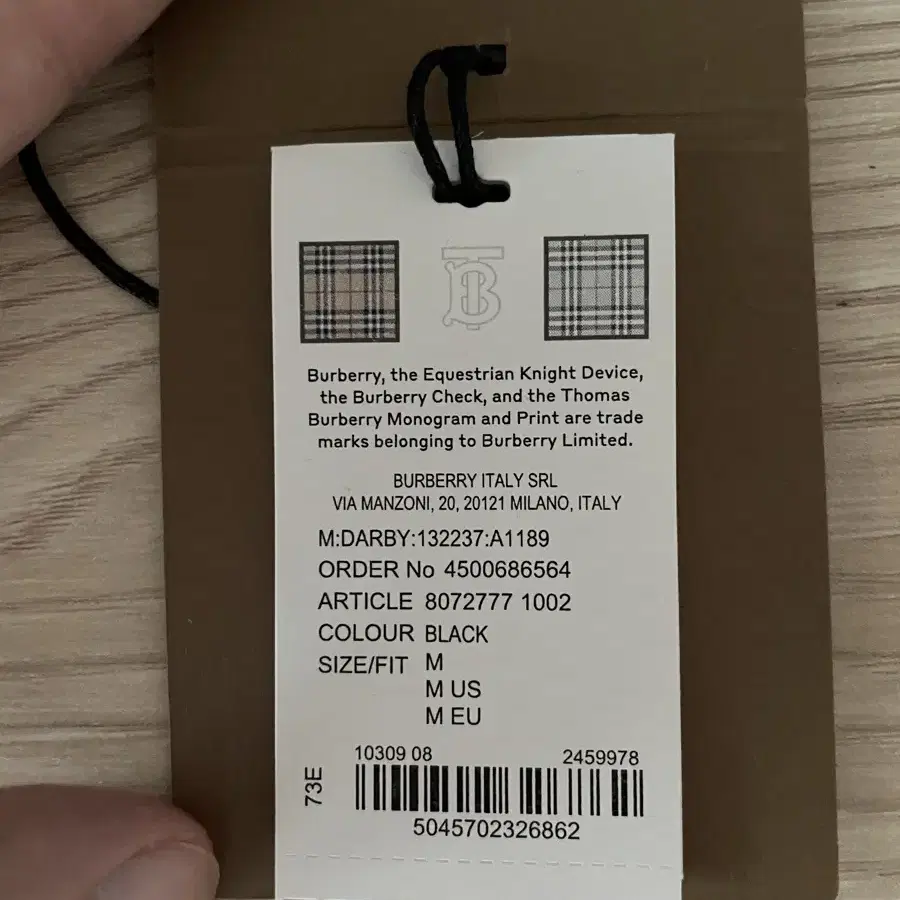 Burberry, the Equestrian Knight Device,
the Burberry Check, and the Thomas
Burberry Monogram and Print are trade
marks belonging to Burberry Limited.
BURBERRY ITALY SRL
VIA MANZONI, 20, 20121 MILANO, ITALY
M:DARBY:132237:A1189
ORDER No 4500686564
ARTICLE 8072777 1002
COLOUR BLACK
SIZE/FIT M
M US
M EU
10309 08 2459978
73E
5045702326862